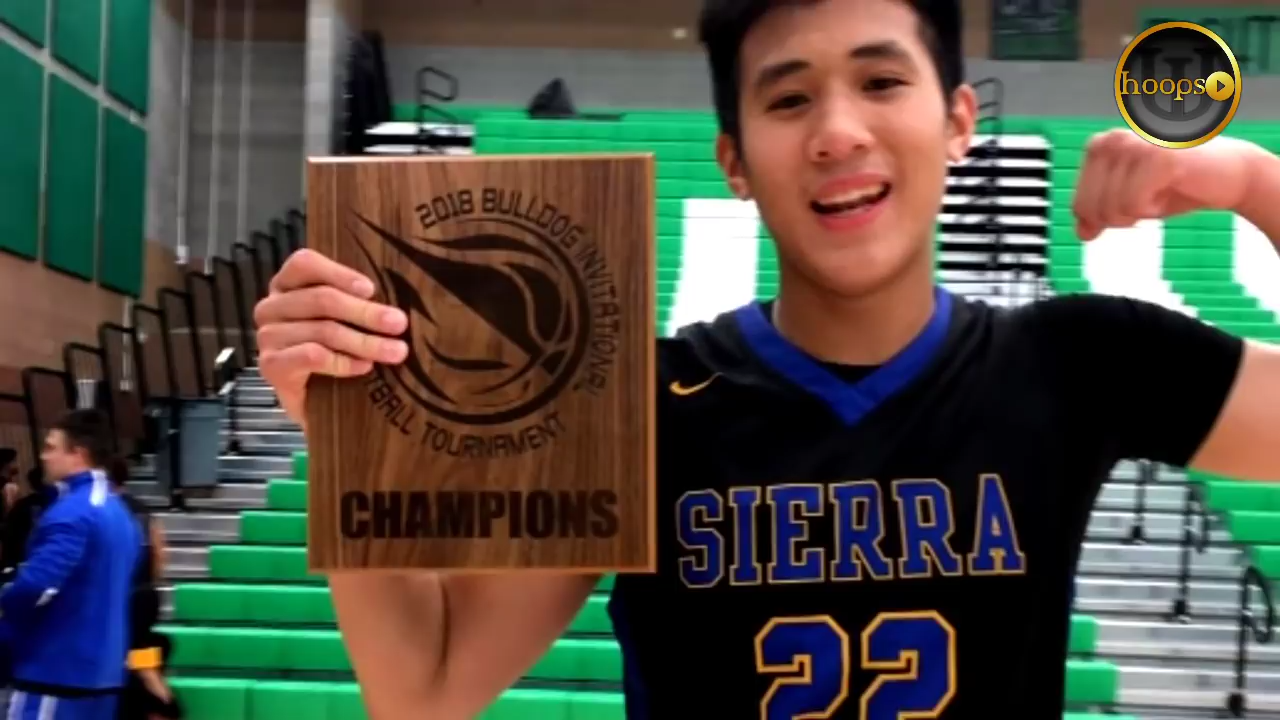 hoops
2018 BULLDOG INVITATIONAL
TOURNAMENT
CHAMPIONS
SIERRA
22